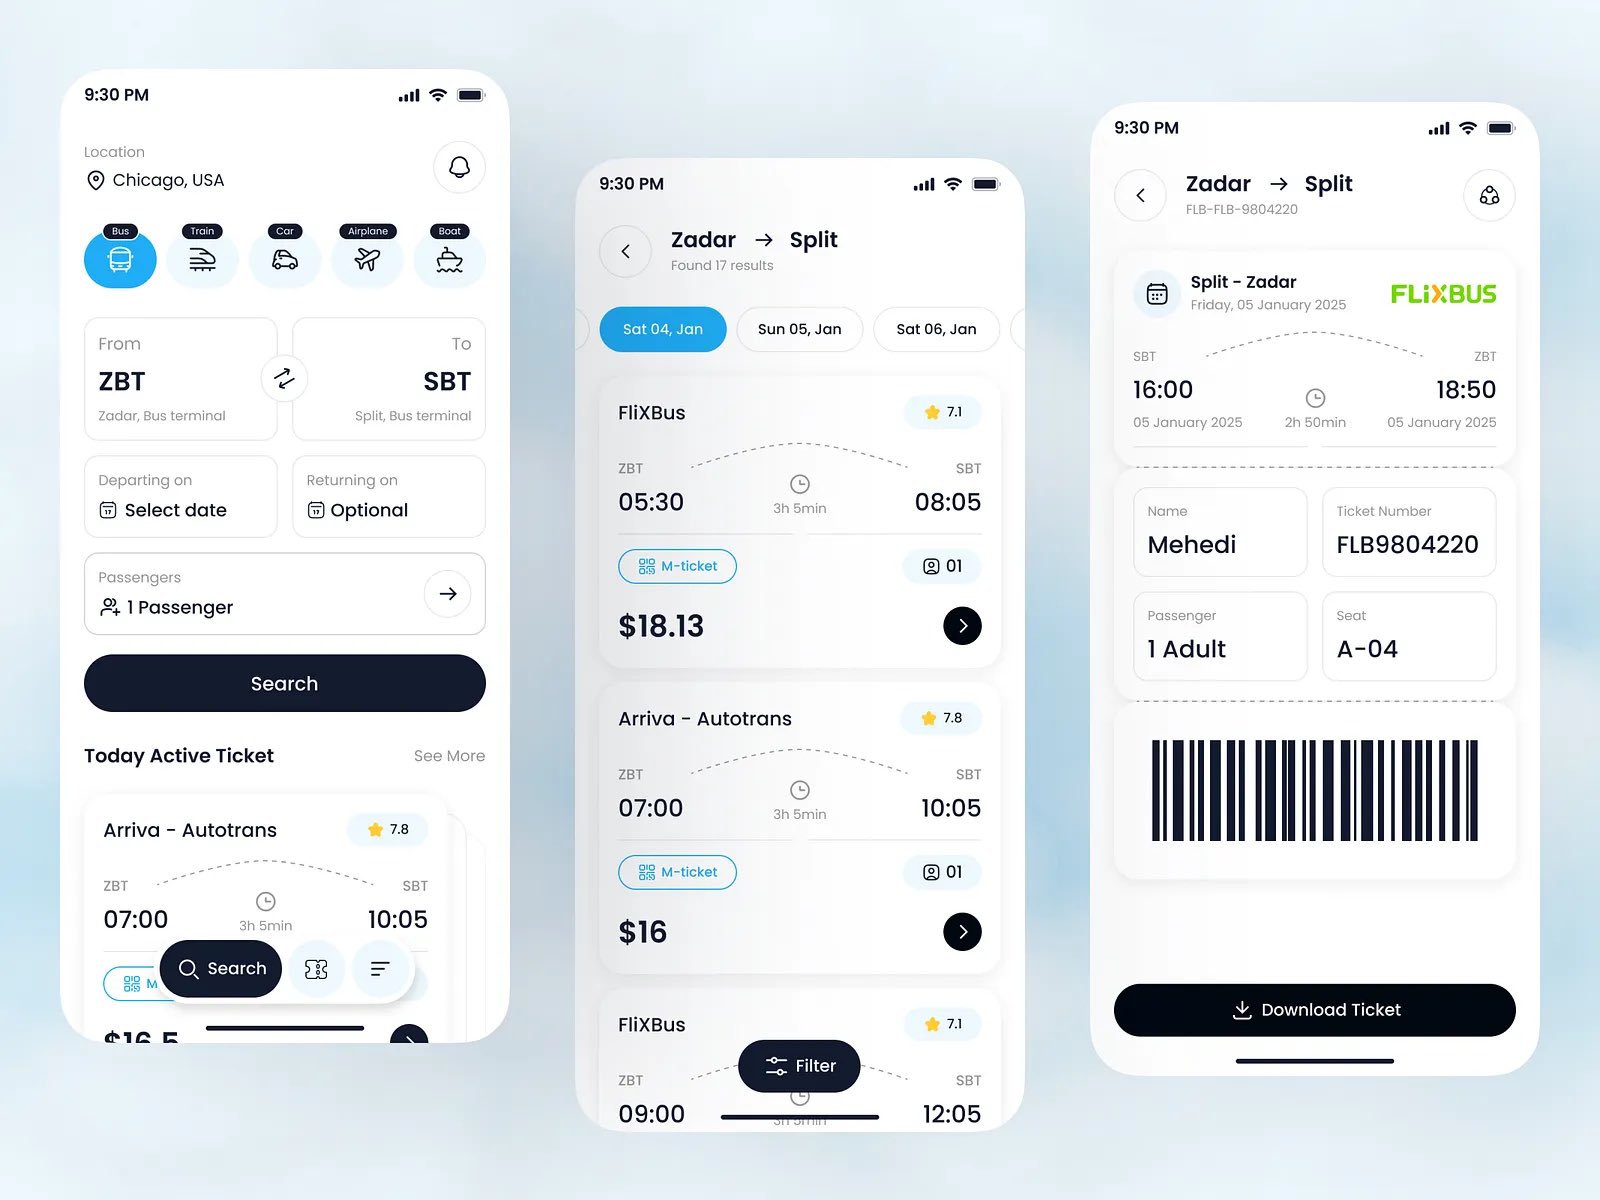 9:30 PM
Location
Chicago, USA
Bus
Train
Car
Airplane
Boat
From
ZBT
Zadar, Bus terminal
To
SBT
Split, Bus terminal
Departing on
17 Select date
Returning on
17 Optional
Passengers
1 Passenger
Search
Today Active Ticket
See More
Arriva - Autotrans
7.8
ZBT
SBT
07:00
3h 5min
10:05
M
Search
$16.5
9:30 PM
Zadar → Split
Found 17 results
Sat 04, Jan
Sun 05, Jan
Sat 06, Jan
FliXBus
7.1
ZBT
SBT
05:30
3h 5min
08:05
M-ticket
01
$18.13
Arriva - Autotrans
7.8
ZBT
SBT
07:00
3h 5min
10:05
M-ticket
01
$16
FliXBus
7.1
ZBT
SBT
09:00
3h 5min
12:05
Filter
9:30 PM
Zadar → Split
FLB-FLB-9804220
Split - Zadar
Friday, 05 January 2025
FLiXBUS
SBT
ZBT
16:00
18:50
05 January 2025
2h 50min
05 January 2025
Name
Mehedi
Ticket Number
FLB9804220
Passenger
1 Adult
Seat
A-04
Download Ticket